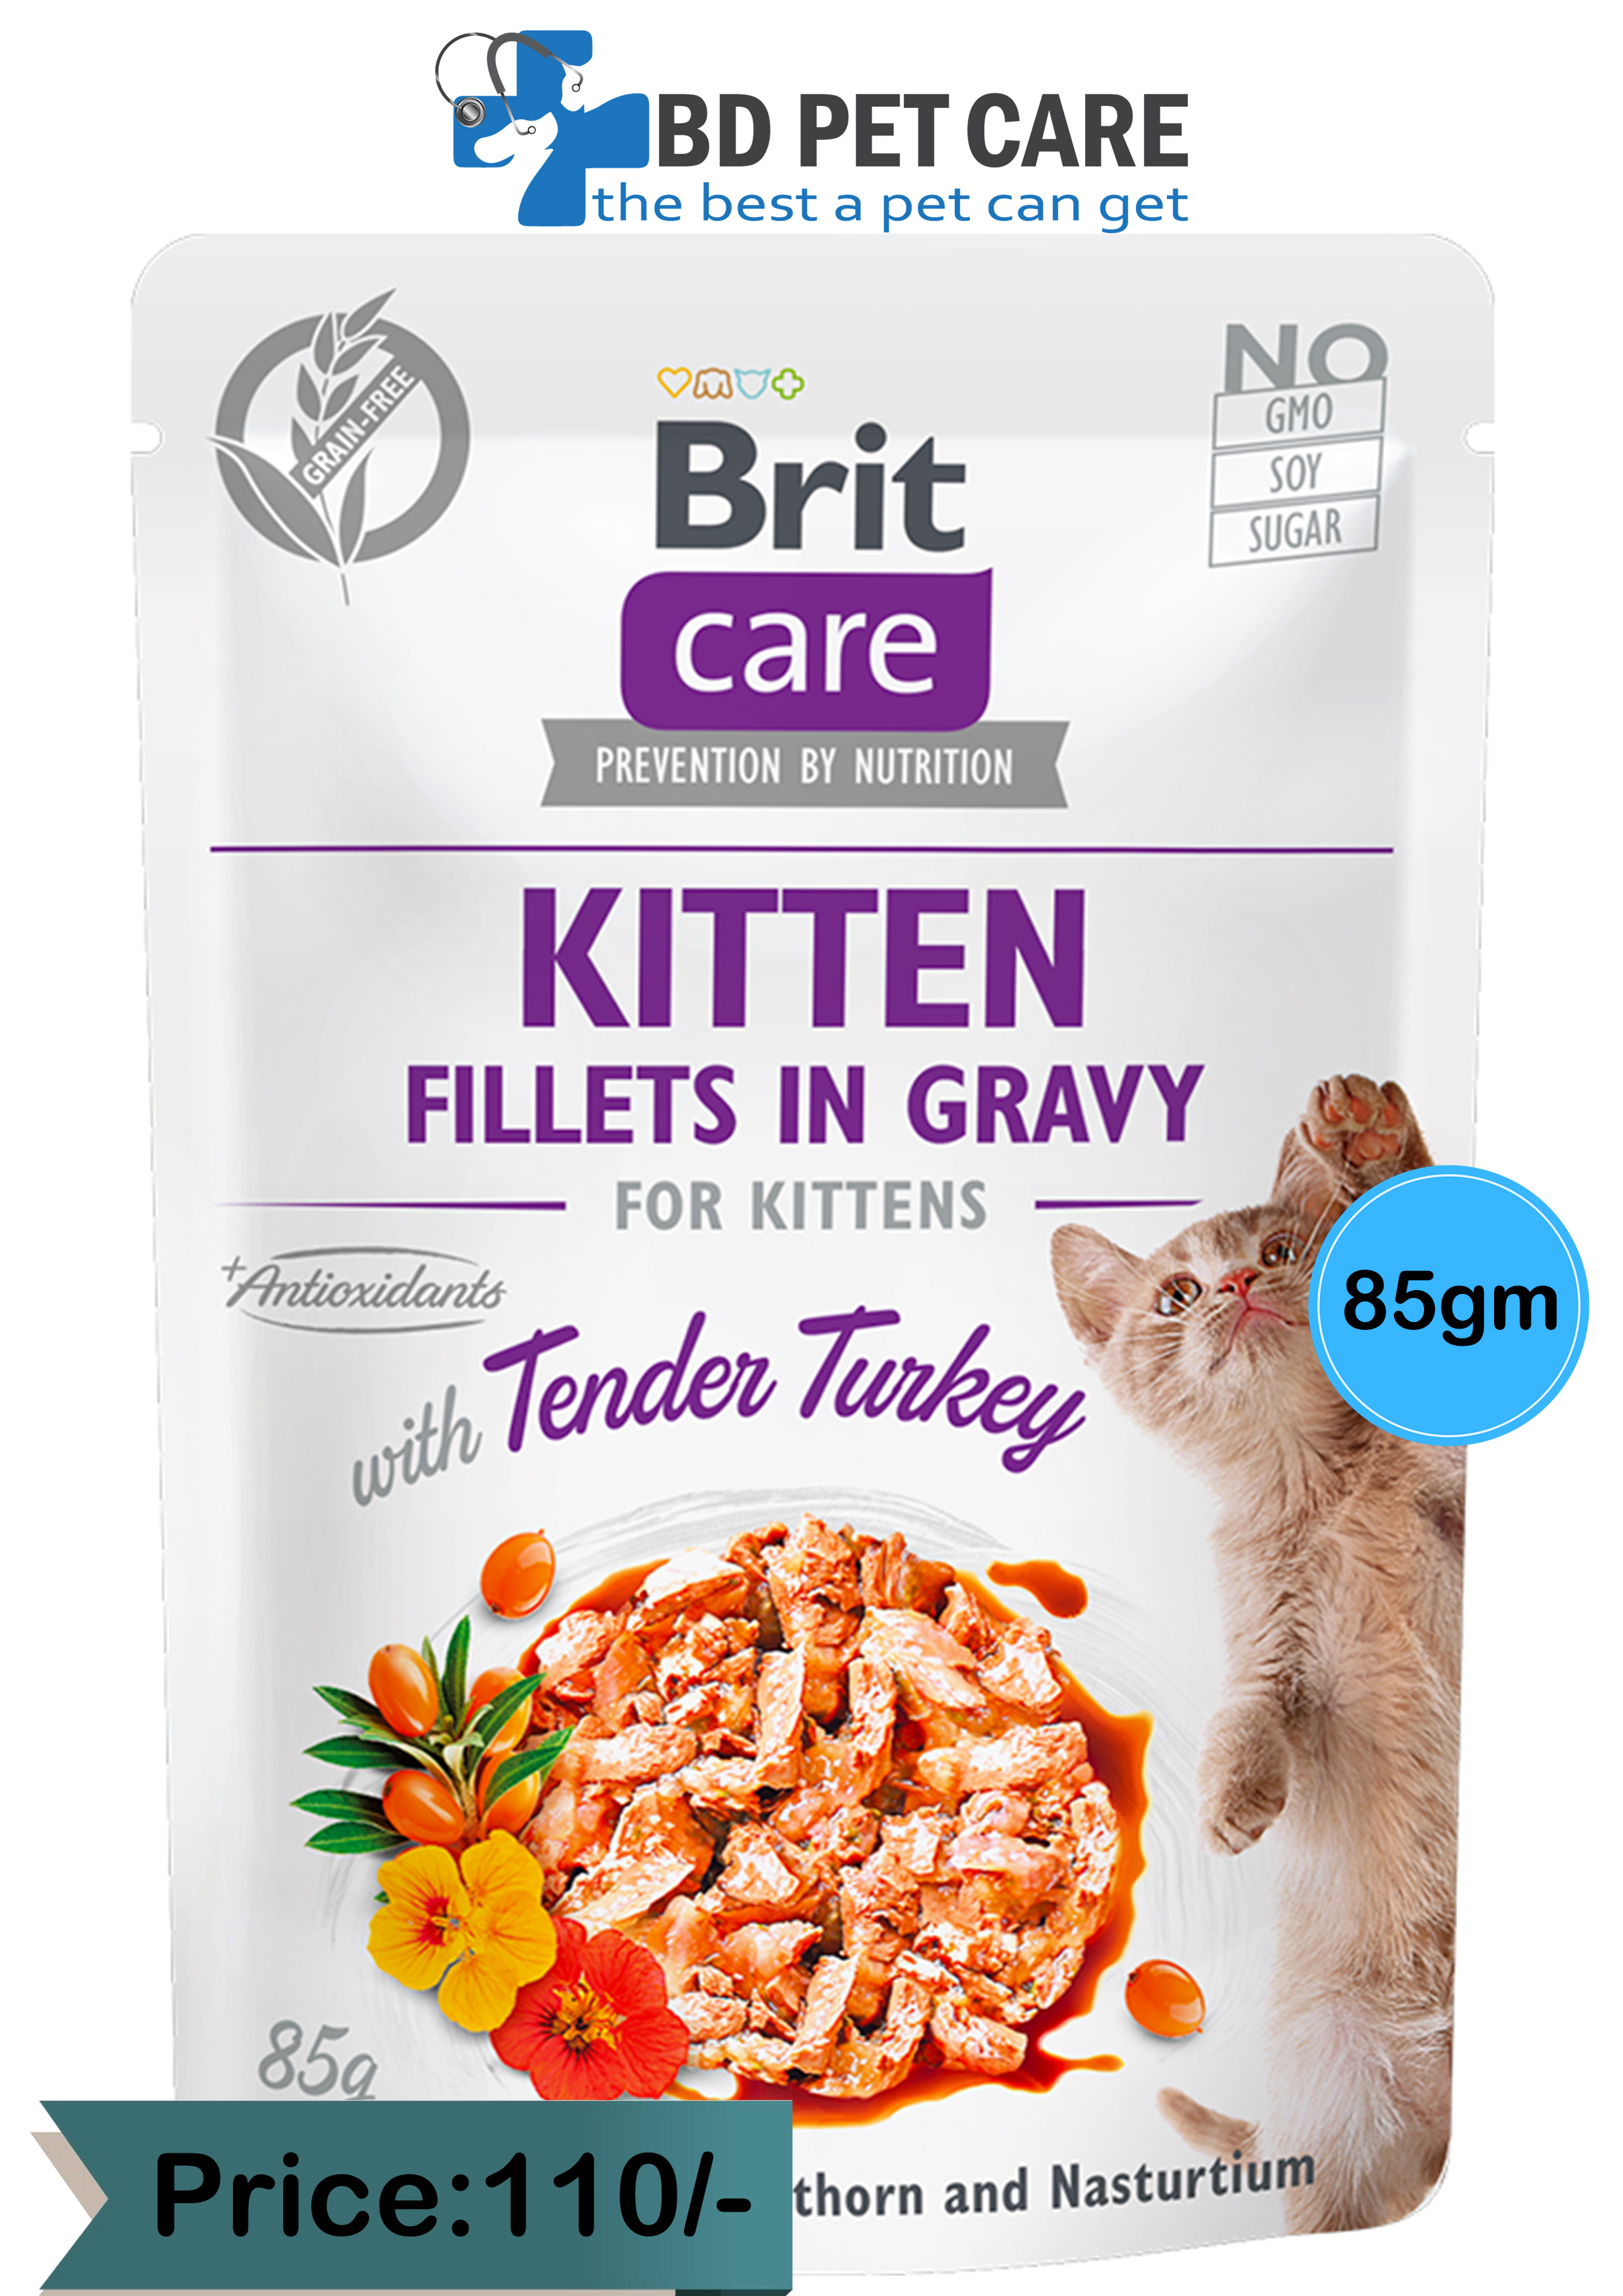 BD PET CARE
the best a pet can get
GRAIN-FREE
NO
GMO
SOY
SUGAR
Brit
care
PREVENTION BY NUTRITION
KITTEN
FILLETS IN GRAVY
FOR KITTENS
+Antioxidants
with Tender Turkey
85gm
85g
thorn and Nasturtium
Price:110/-